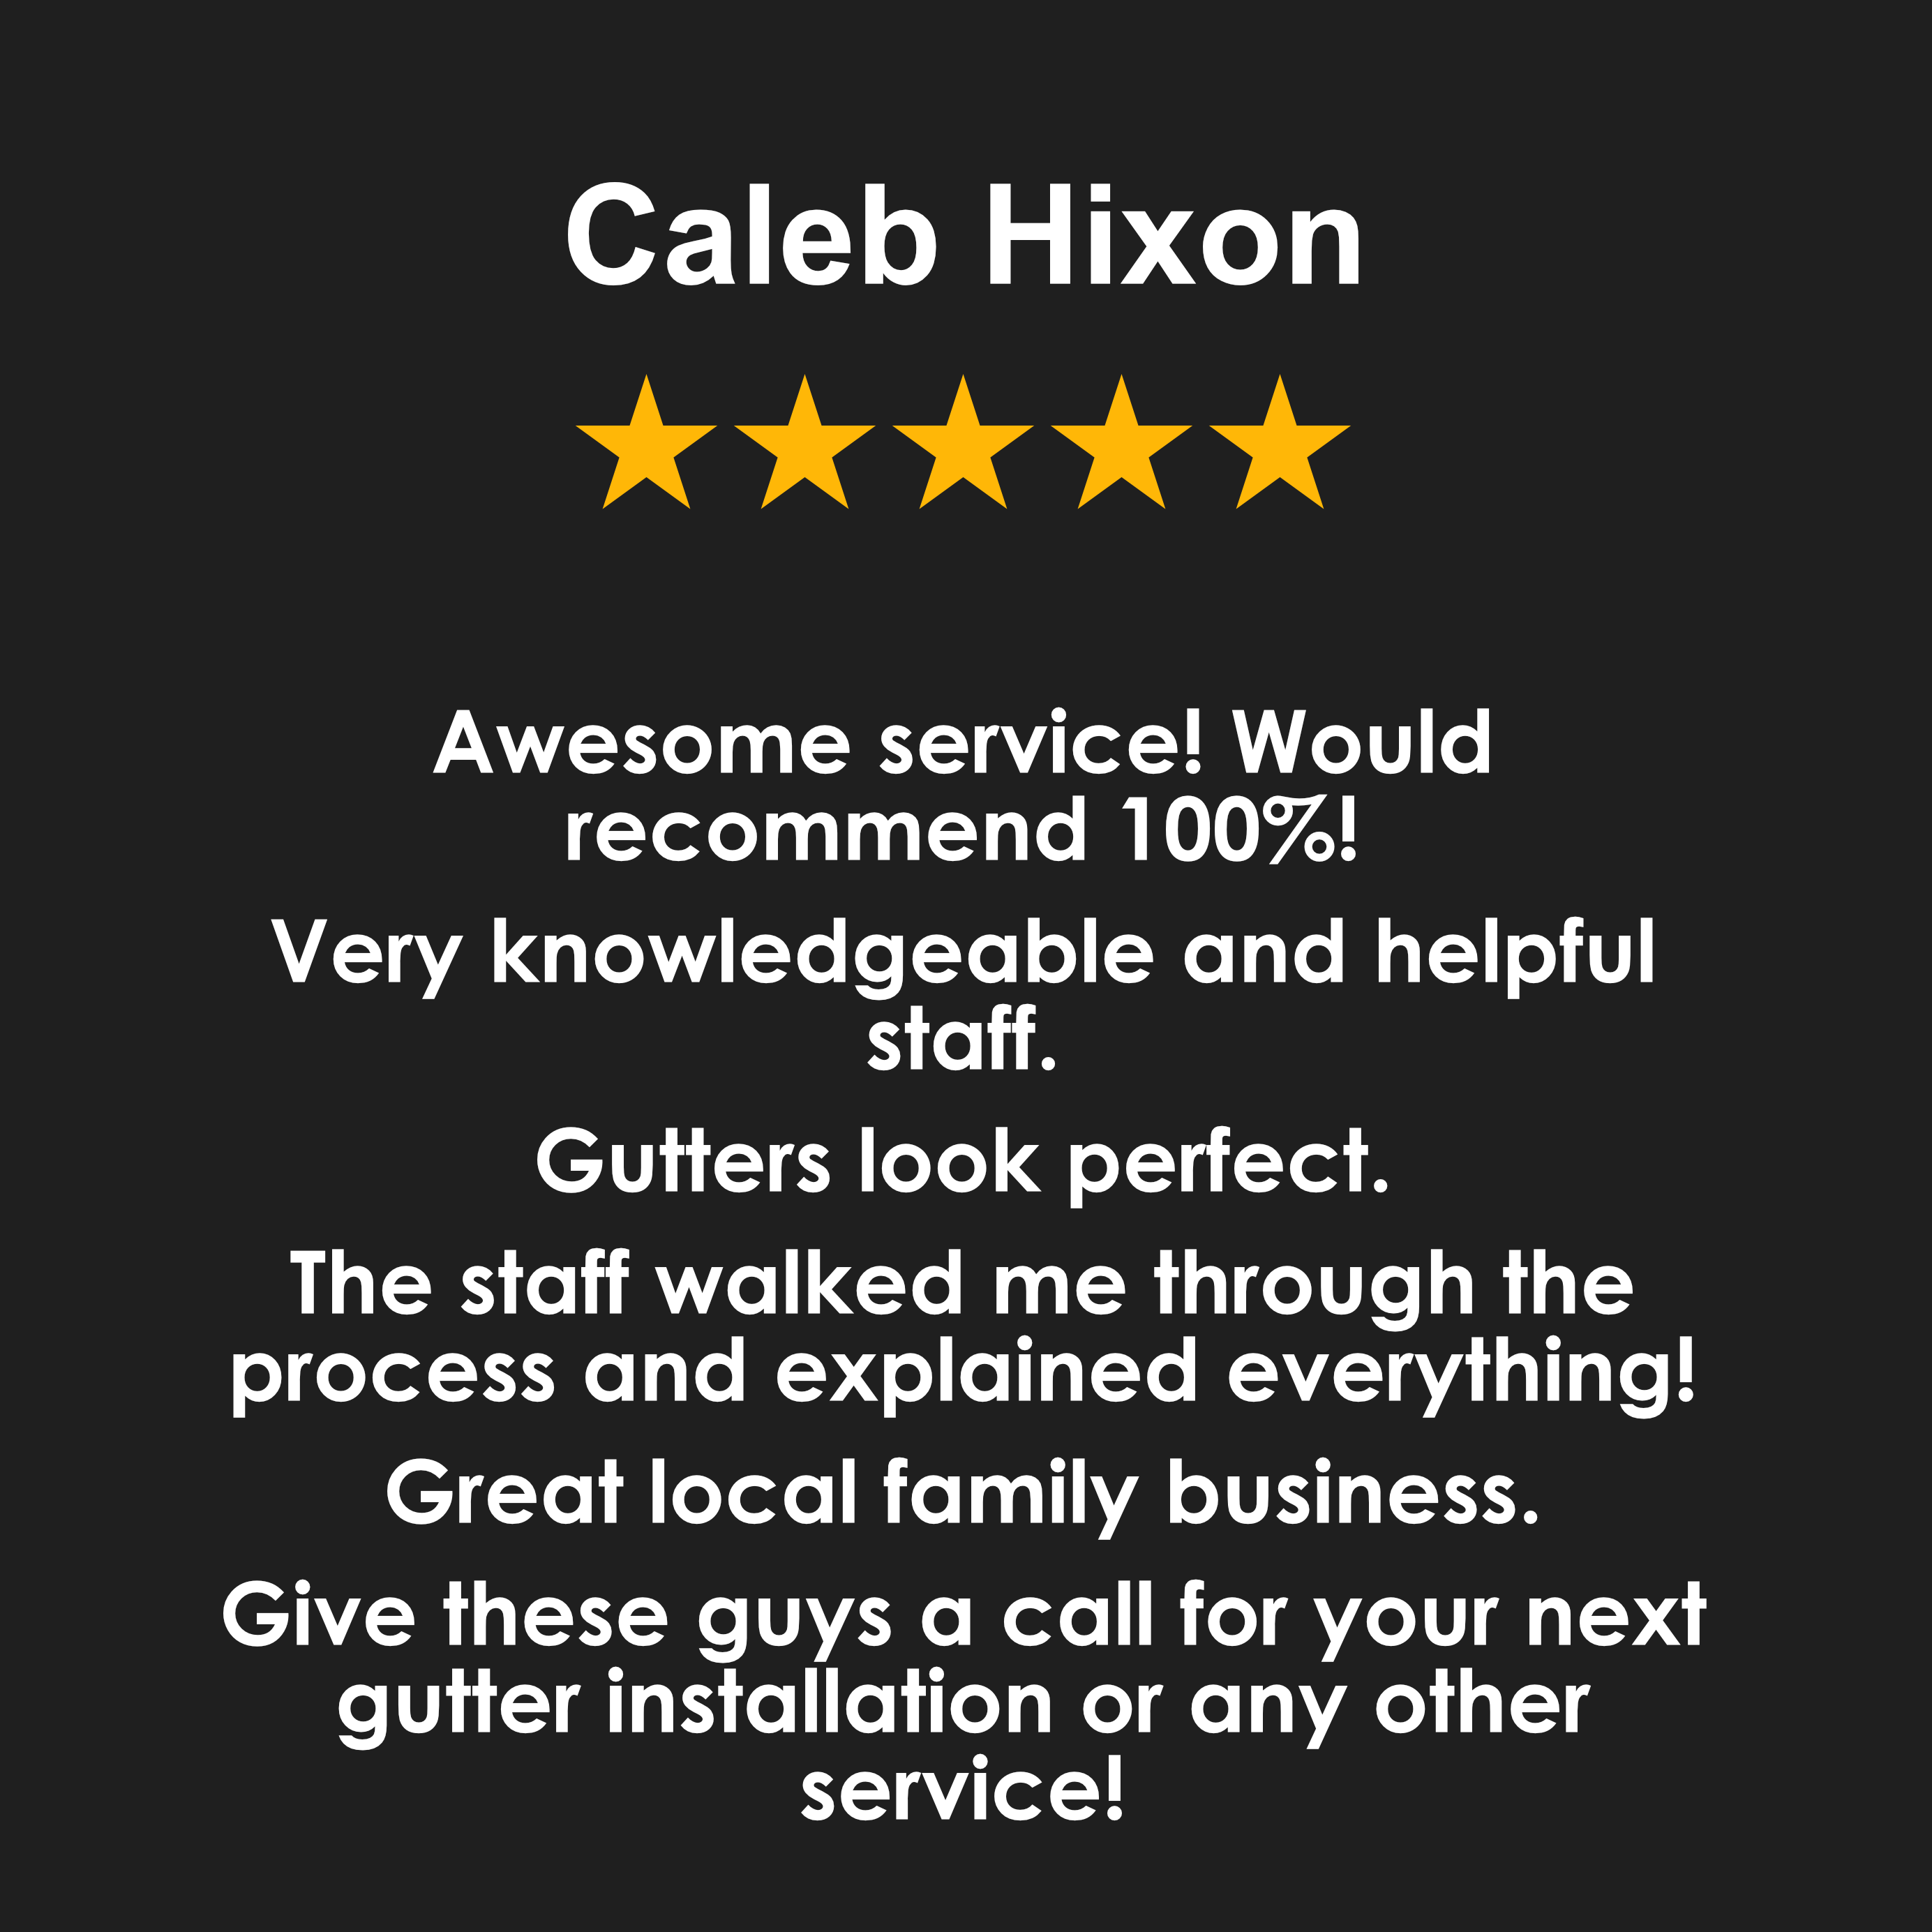 Caleb Hixon
Awesome service! Would
recommend 100%!
Very knowledgeable and helpful
staff.
Gutters look perfect.
The staff walked me through the
process and explained everything!
Great local family business.
Give these guys a call for your next
gutter installation or any other
service!